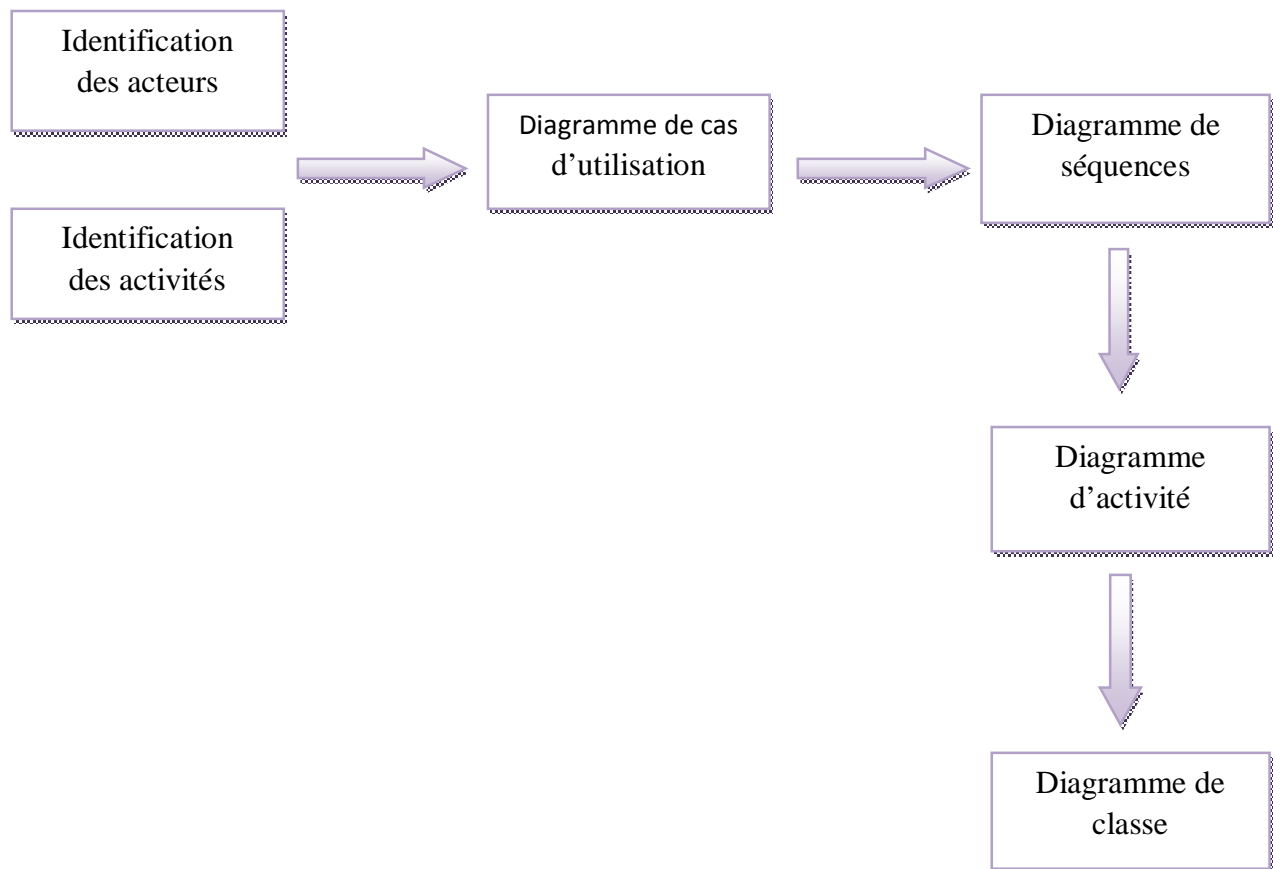 Identification
des acteurs
Identification
des activités
Diagramme de cas
d’utilisation
Diagramme de
séquences
Diagramme
d’activité
Diagramme de
classe